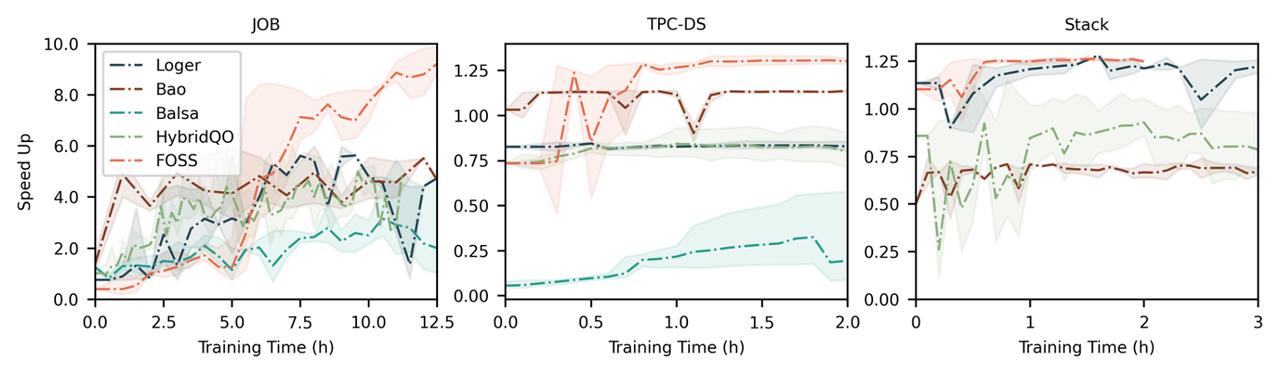 JOB
TPC-DS
Stack
Speed Up
10.0
8.0
6.0
4.0
2.0
0.0
Loger
Bao
Balsa
HybridQO
FOSS
0.0 2.5 5.0 7.5 10.0 12.5
Training Time (h)
1.25
1.00
0.75
0.50
0.25
0.00
0.0 0.5 1.0 1.5 2.0
Training Time (h)
1.25
1.00
0.75
0.50
0.25
0.00
0 1 2 3
Training Time (h)